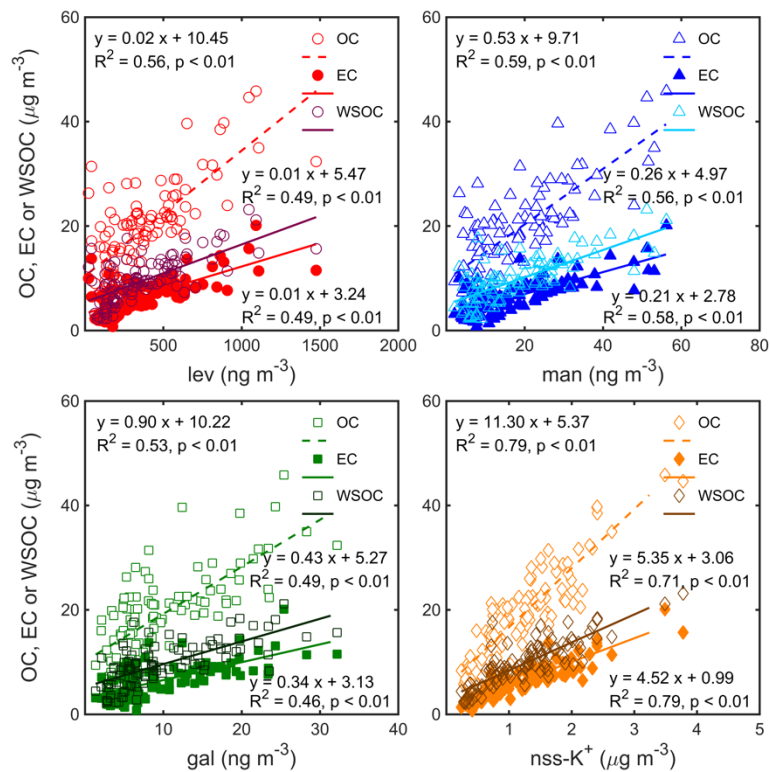 y = 0.02 x + 10.45
R² = 0.56, p < 0.01
OC
EC
WSOC
y = 0.01 x + 5.47
R² = 0.49, p < 0.01
y = 0.01 x + 3.24
R² = 0.49, p < 0.01
60
40
20
0
500
1000
1500
2000
lev (ng m⁻³)
OC, EC or WSOC (μg m⁻³)
y = 0.53 x + 9.71
R² = 0.59, p < 0.01
OC
EC
WSOC
y = 0.26 x + 4.97
R² = 0.56, p < 0.01
y = 0.21 x + 2.78
R² = 0.58, p < 0.01
60
40
20
0
20
40
60
80
man (ng m⁻³)
y = 0.90 x + 10.22
R² = 0.53, p < 0.01
OC
EC
WSOC
y = 0.43 x + 5.27
R² = 0.49, p < 0.01
y = 0.34 x + 3.13
R² = 0.46, p < 0.01
60
40
20
0
0
10
20
30
40
gal (ng m⁻³)
OC, EC or WSOC (μg m⁻³)
y = 11.30 x + 5.37
R² = 0.79, p < 0.01
OC
EC
WSOC
y = 5.35 x + 3.06
R² = 0.71, p < 0.01
y = 4.52 x + 0.99
R² = 0.79, p < 0.01
60
40
20
0
0
1
2
3
4
5
nss-K⁺ (μg m⁻³)